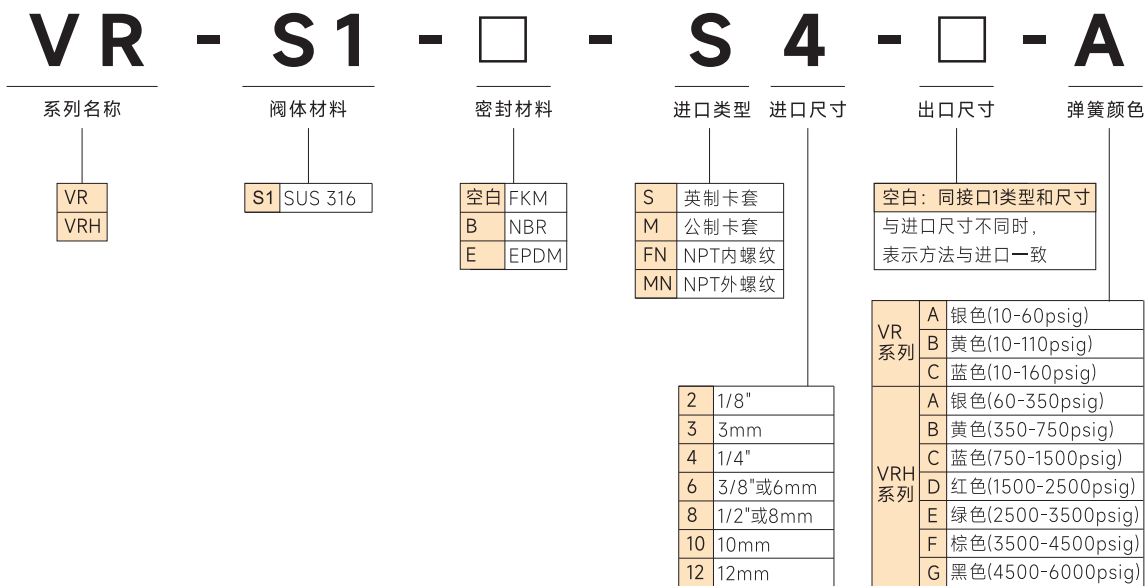 VR - S1 - □ - S 4 - □ - A
系列名称 阀体材料 密封材料 进口类型 进口尺寸 出口尺寸 弹簧颜色
VR
VRH
S1 SUS 316
空白 FKM
B NBR
E EPDM
S 英制卡套
M 公制卡套
FN NPT内螺纹
MN NPT外螺纹
2 1/8"
3 3mm
4 1/4"
6 3/8"或6mm
8 1/2"或8mm
10 10mm
12 12mm
空白：同接口1类型和尺寸
与进口尺寸不同时，
表示方法与进口一致
VR
系列
A 银色(10-60psig)
B 黄色(10-110psig)
C 蓝色(10-160psig)
VRH
系列
A 银色(60-350psig)
B 黄色(350-750psig)
C 蓝色(750-1500psig)
D 红色(1500-2500psig)
E 绿色(2500-3500psig)
F 棕色(3500-4500psig)
G 黑色(4500-6000psig)